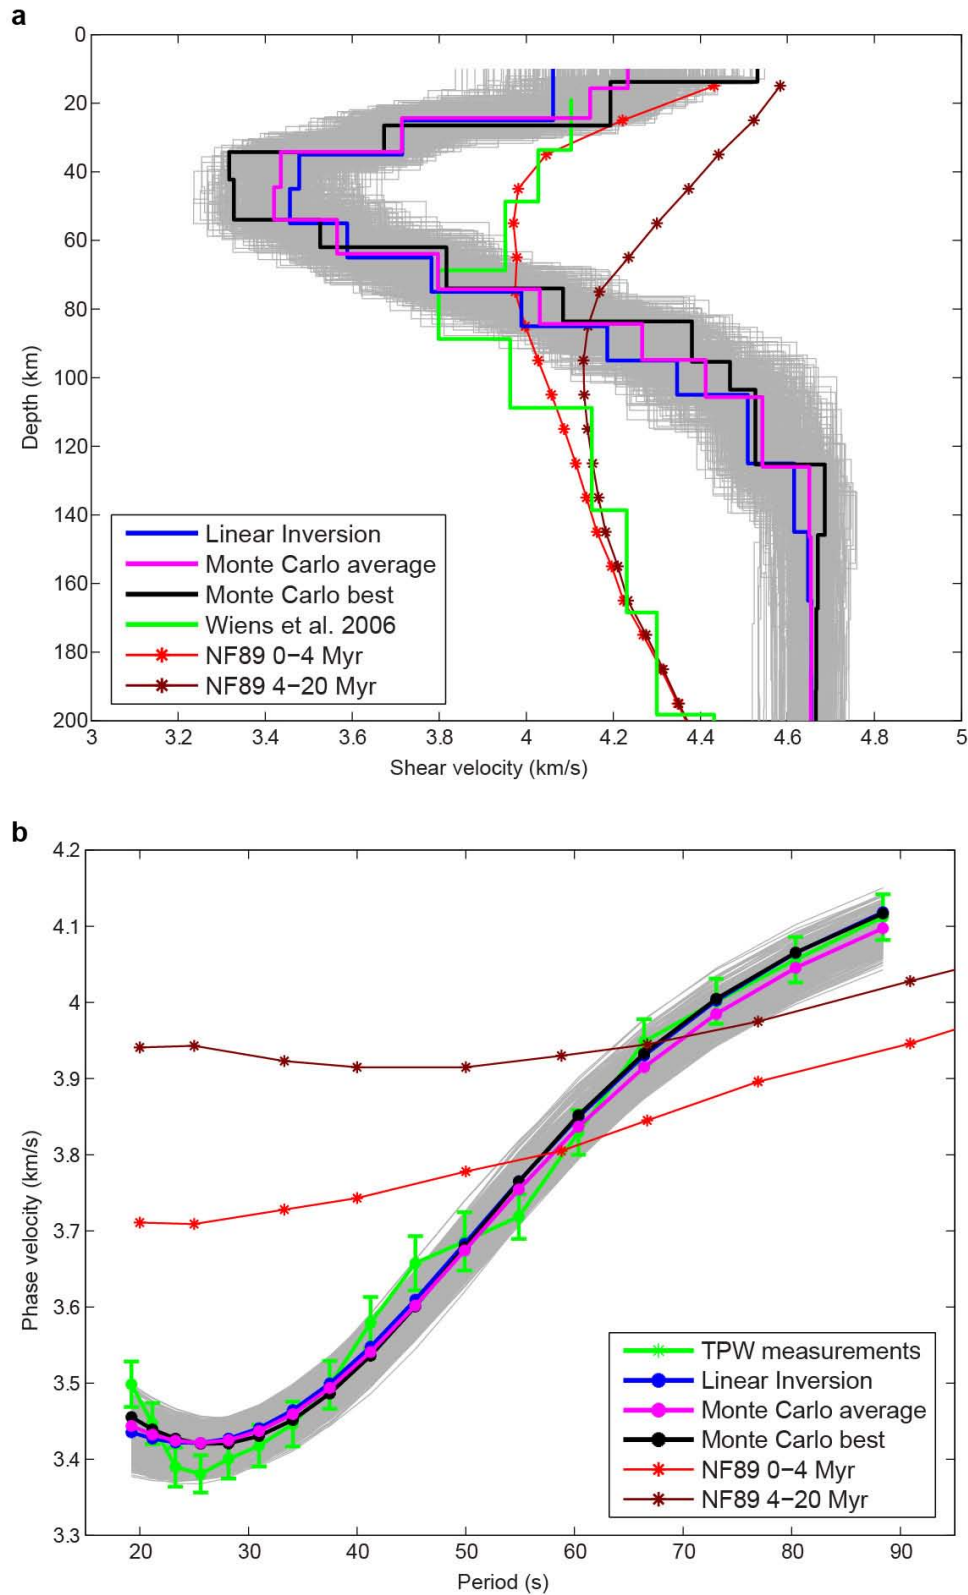 a
0
20
40
60
80
100
120
140
160
180
200
Depth (km)
Linear Inversion
Monte Carlo average
Monte Carlo best
Wiens et al. 2006
NF89 0−4 Myr
NF89 4−20 Myr
3 3.2 3.4 3.6 3.8 4 4.2 4.4 4.6 4.8 5
Shear velocity (km/s)
b
4.2
4.1
4
3.9
3.8
3.7
3.6
3.5
3.4
3.3
Phase velocity (km/s)
TPW measurements
Linear Inversion
Monte Carlo average
Monte Carlo best
NF89 0−4 Myr
NF89 4−20 Myr
20 30 40 50 60 70 80 90
Period (s)